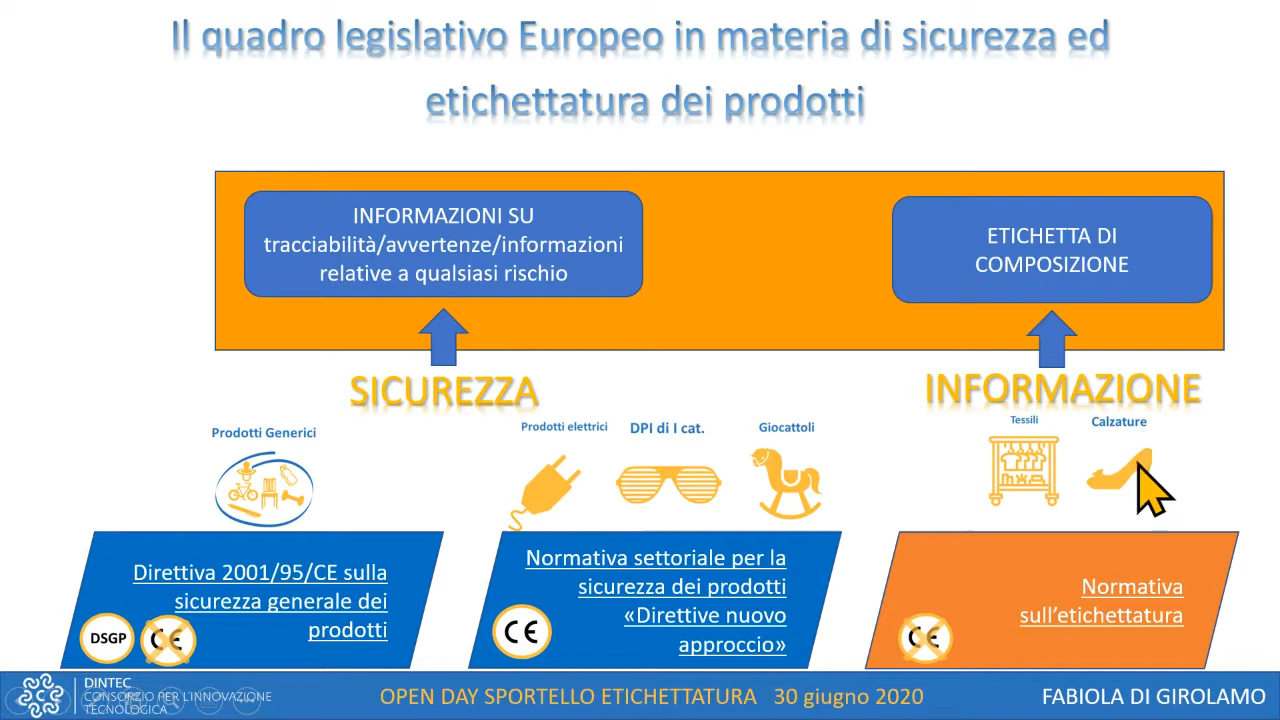 Il quadro legislativo Europeo in materia di sicurezza ed
etichettatura dei prodotti
INFORMAZIONI SU
tracciabilità/avvertenze/informazioni
relative a qualsiasi rischio
ETICHETTA DI
COMPOSIZIONE
SICUREZZA
INFORMAZIONE
Prodotti Generici
Prodotti elettrici
DPI di I cat.
Giocattoli
Tessili
Calzature
Direttiva 2001/95/CE sulla
sicurezza generale dei
prodotti
DSGP
CE
Normativa settoriale per la
sicurezza dei prodotti
«Direttive nuovo
approccio»
CE
Normativa
sull'etichettatura
CE
DINTEC
CONSORZIO PER L'INNOVAZIONE
TECNOLOGICA
OPEN DAY SPORTELLO ETICHETTATURA 30 giugno 2020
FABIOLA DI GIROLAMO